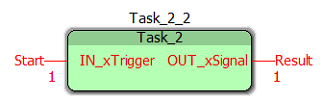 Task_2_2
Task_2
Start IN_xTrigger OUT_xSignal Result
1 1